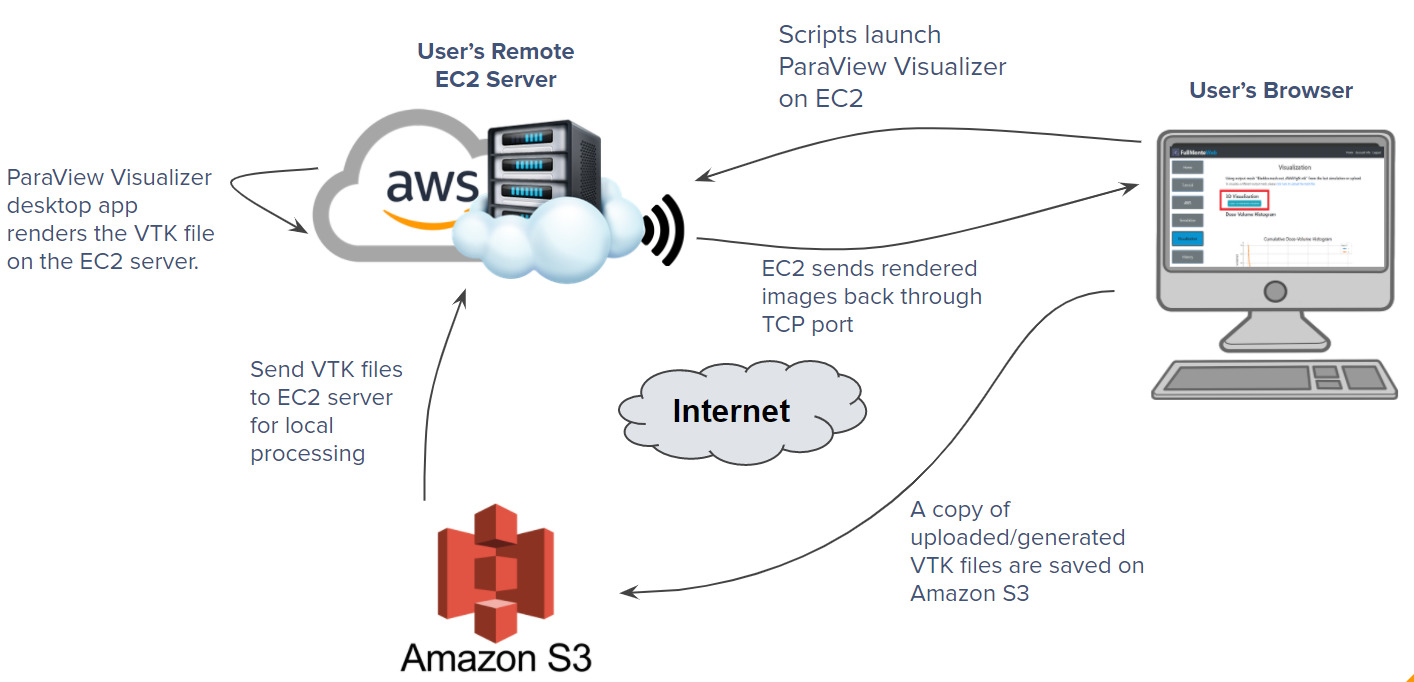 User's Remote
EC2 Server
Scripts launch
ParaView Visualizer
on EC2
User's Browser
ParaView Visualizer
desktop app
renders the VTK file
on the EC2 server.
aws
FullMonteWeb
Visualization
3D Visualization
Dose-Volume Histogram
Cumulative Dose-Volume Histogram
EC2 sends rendered
images back through
TCP port
Send VTK files
to EC2 server
for local
processing
Internet
A copy of
uploaded/generated
VTK files are saved on
Amazon S3
Amazon S3